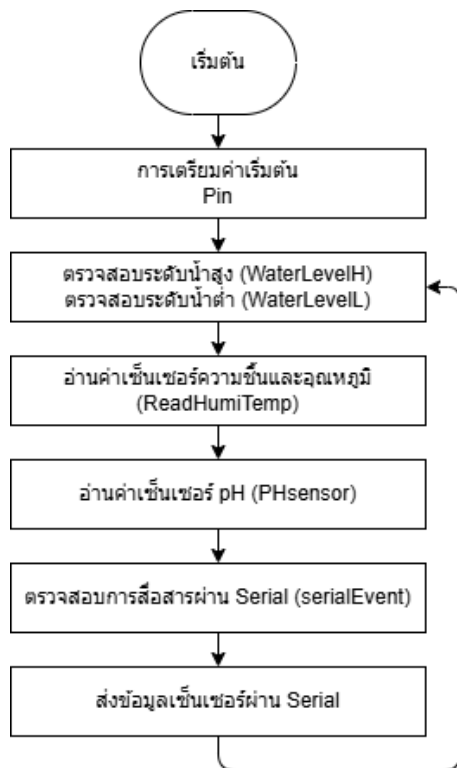 เริ่มต้น
การเตรียมค่าเริ่มต้น
Pin
ตรวจสอบระดับน้ำสูง (WaterLevelH)
ตรวจสอบระดับน้ำต่ำ (WaterLevelL)
อ่านค่าเซ็นเซอร์ความชื้นและอุณหภูมิ
(ReadHumiTemp)
อ่านค่าเซ็นเซอร์ pH (PHsensor)
ตรวจสอบการสื่อสารผ่าน Serial (serialEvent)
ส่งข้อมูลเซ็นเซอร์ผ่าน Serial